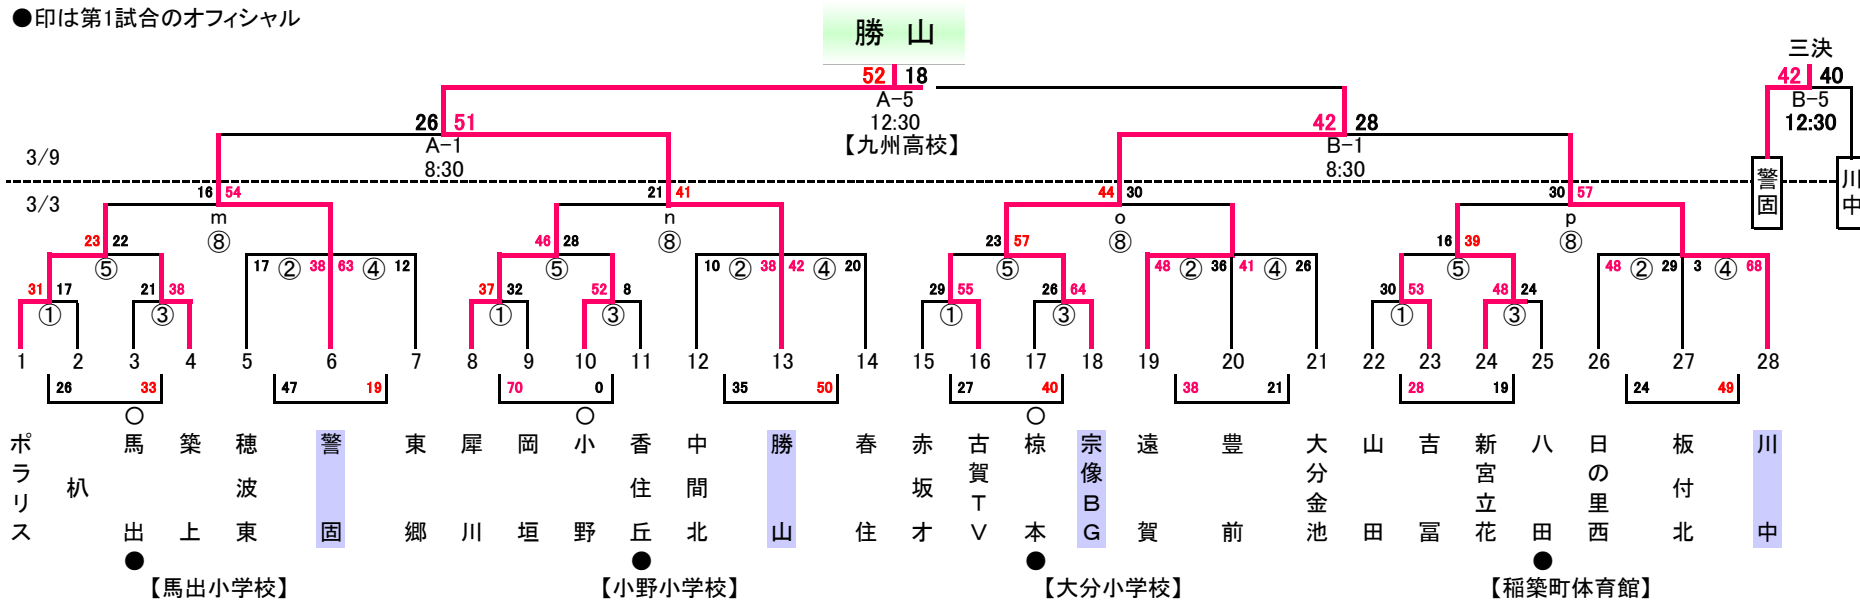 ●印は第1試合のオフィシャル
勝 山
三決
52 18
42 40
A-5
B-5
12:30
12:30
【九州高校】
26 51
42 28
A-1
B-1
8:30
8:30
3/9
3/3
警固
川中
16 54
21 41
44 30
30 57
m
n
o
p
⑧
⑧
⑧
⑧
23 22
46 28
23 57
16 39
⑤
⑤
⑤
⑤
17 ② 38 63 ④ 12
10 ② 38 42 ④ 20
48 ② 36 41 ④ 26
48 ② 29 3 ④ 68
31 17
21 38
37 32
52 8
29 55
26 64
30 53
48 24
① ③ ① ③ ① ③ ① ③
1 2 3 4 5 6 7 8 9 10 11 12 13 14 15 16 17 18 19 20 21 22 23 24 25 26 27 28
26 33
47 19
70 0
35 50
27 40
38 21
28 19
24 49
○ ○ ○
ポラリス
朳
馬出
築上
穂波東
警固
東郷
犀川
岡垣
小野
香住丘
中間北
勝山
春住
赤坂才
古賀TV
椋本
宗像BG
遠賀
豊前
大分金池
山田
吉冨
新宮立花
八田
日の里西
板付北
川中
● ● ● ●
【馬出小学校】
【小野小学校】
【大分小学校】
【稲築町体育館】